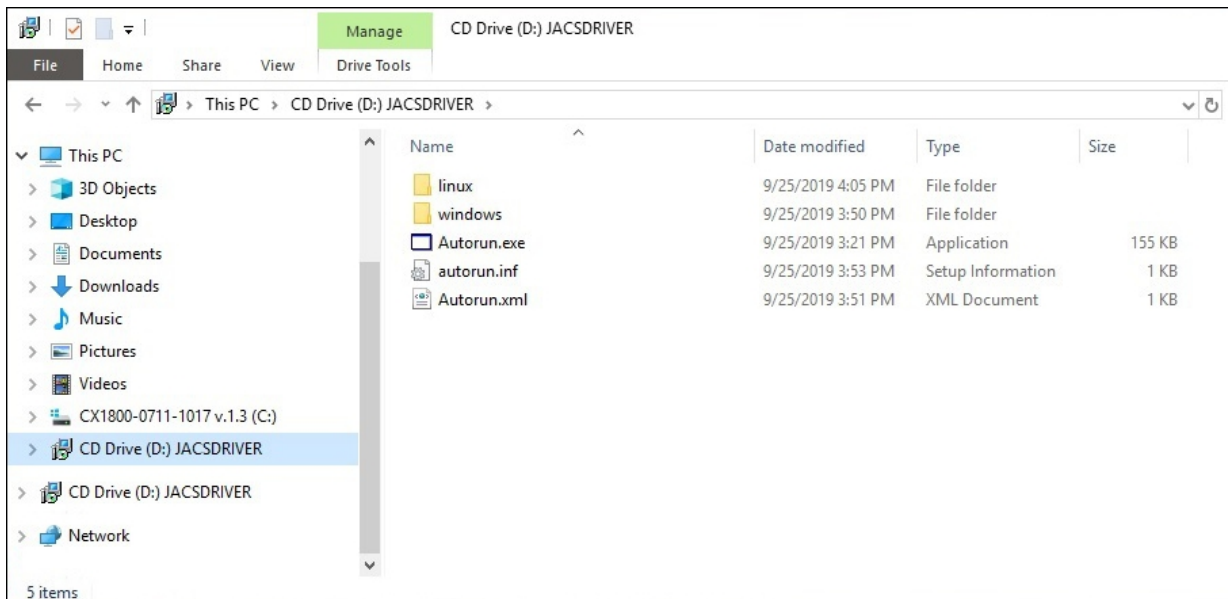 Manage CD Drive (D:) JACSDRIVER
File Home Share View Drive Tools
This PC CD Drive (D:) JACSDRIVER
This PC
3D Objects
Desktop
Documents
Downloads
Music
Pictures
Videos
CX1800-0711-1017 v.1.3 (C:)
CD Drive (D:) JACSDRIVER
CD Drive (D:) JACSDRIVER
Network
Name Date modified Type Size
linux 9/25/2019 4:05 PM File folder
windows 9/25/2019 3:50 PM File folder
Autorun.exe 9/25/2019 3:21 PM Application 155 KB
autorun.inf 9/25/2019 3:53 PM Setup Information 1 KB
Autorun.xml 9/25/2019 3:51 PM XML Document 1 KB
5 items